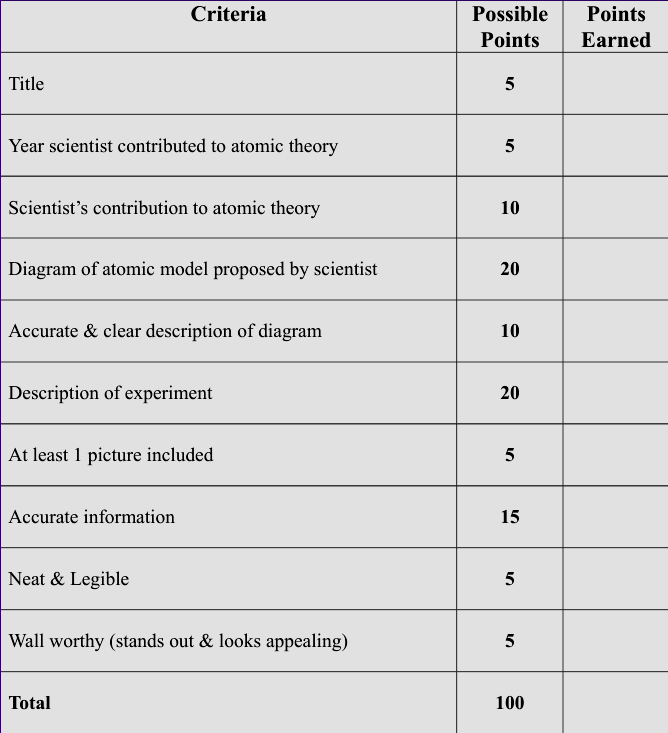 Criteria
Possible Points
Points Earned
Title
5
Year scientist contributed to atomic theory
5
Scientist’s contribution to atomic theory
10
Diagram of atomic model proposed by scientist
20
Accurate & clear description of diagram
10
Description of experiment
20
At least 1 picture included
5
Accurate information
15
Neat & Legible
5
Wall worthy (stands out & looks appealing)
5
Total
100